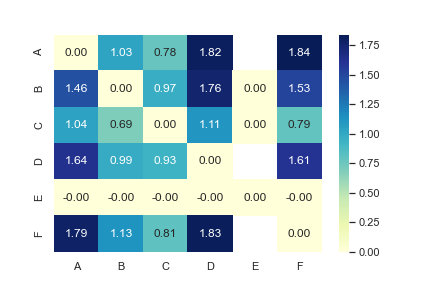 A 0.00 1.03 0.78 1.82 1.84
B 1.46 0.00 0.97 1.76 0.00 1.53
C 1.04 0.69 0.00 1.11 0.00 0.79
D 1.64 0.99 0.93 0.00 1.61
E -0.00 -0.00 -0.00 -0.00 0.00 -0.00
F 1.79 1.13 0.81 1.83 0.00
A B C D E F
1.75
1.50
1.25
1.00
0.75
0.50
0.25
0.00